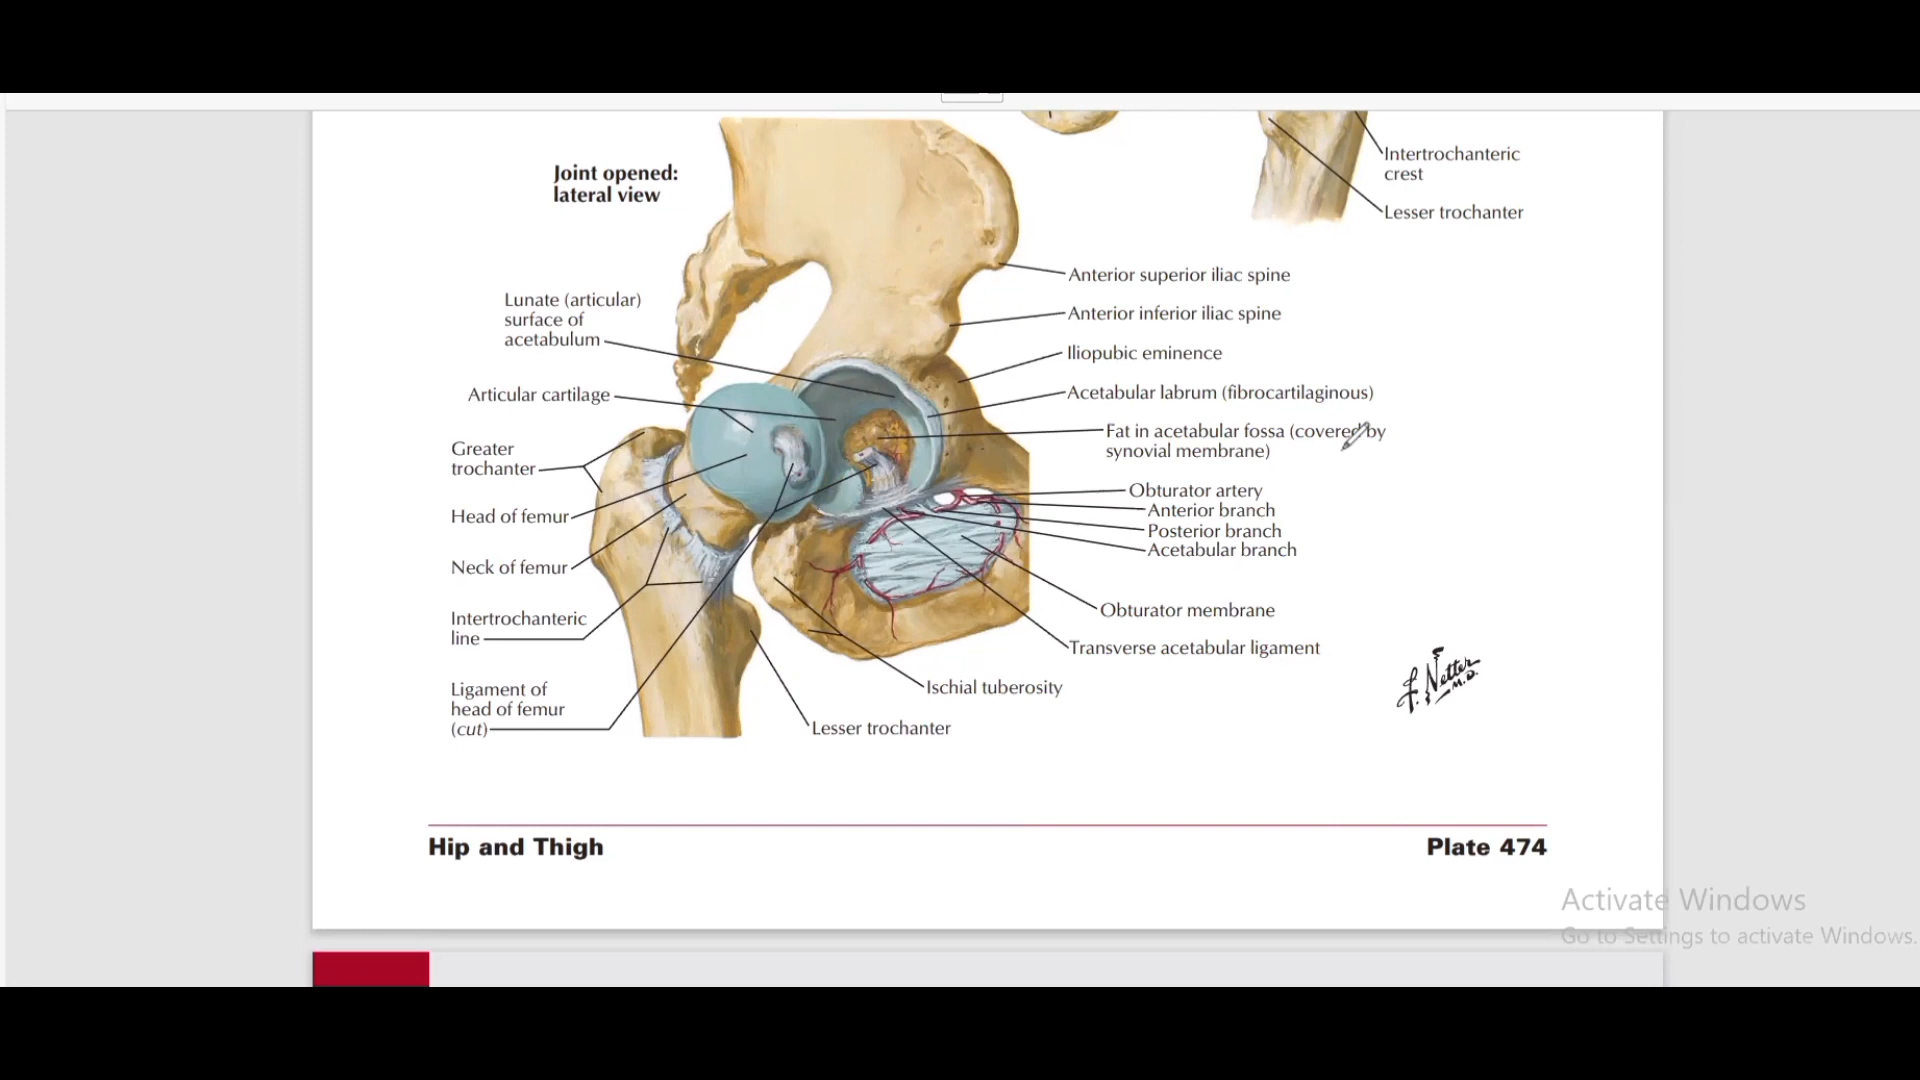 Joint opened:
lateral view
Intertrochanteric
crest
Lesser trochanter
Anterior superior iliac spine
Anterior inferior iliac spine
Iliopubic eminence
Acetabular labrum (fibrocartilaginous)
Fat in acetabular fossa (covered by
synovial membrane)
Obturator artery
Anterior branch
Posterior branch
Acetabular branch
Obturator membrane
Transverse acetabular ligament
Ischial tuberosity
Lesser trochanter
Lunate (articular)
surface of
acetabulum
Articular cartilage
Greater
trochanter
Head of femur
Neck of femur
Intertrochanteric
line
Ligament of
head of femur
(cut)
F. Netter
M.D.
Hip and Thigh
Plate 474
Activate Windows
Go to Settings to activate Windows.